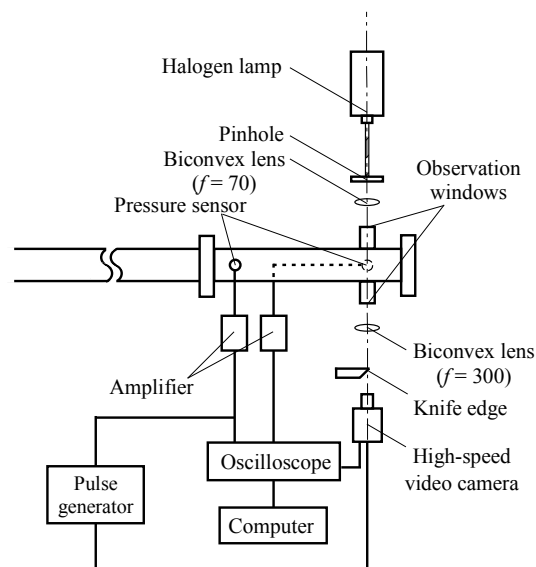 Halogen lamp
Pinhole
Biconvex lens
(f = 70)
Observation
windows
Pressure sensor
Biconvex lens
(f = 300)
Amplifier
Knife edge
Oscilloscope
High-speed
video camera
Pulse
generator
Computer